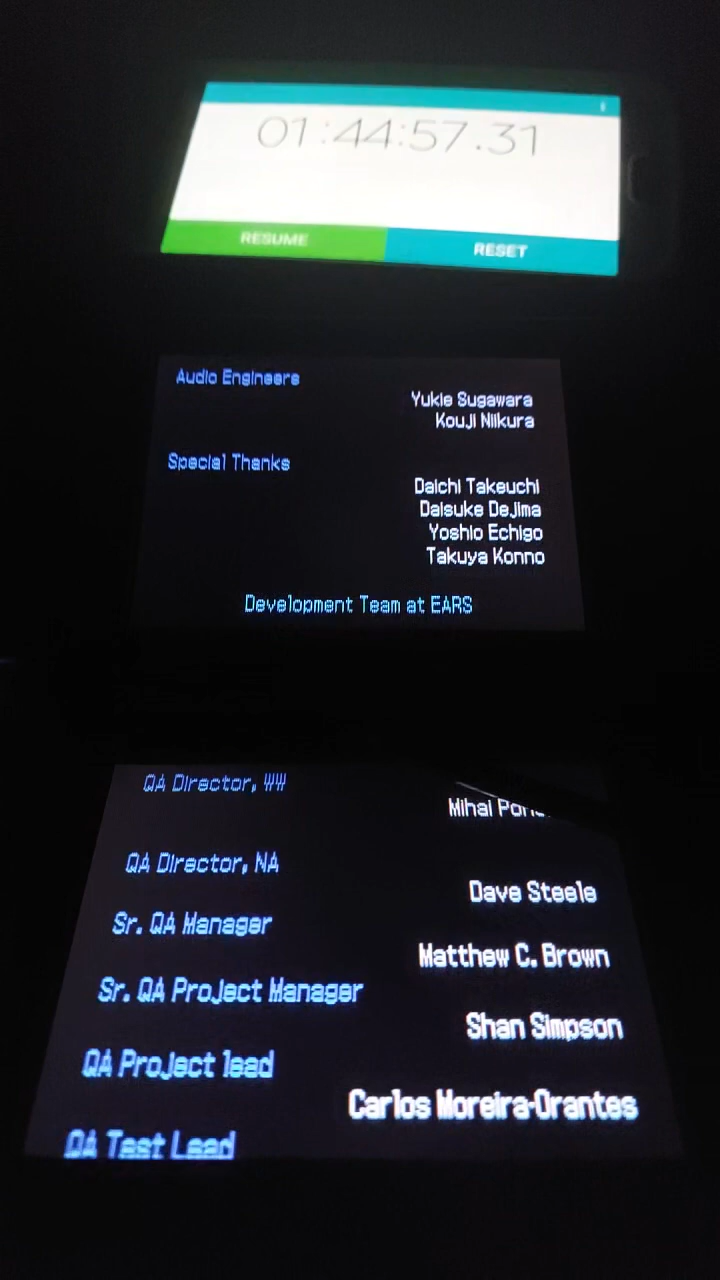 01:44:57.31
RESUME
RESET
Audio Engineers
Yukie Sugawara
Kouji Niikura
Special Thanks
Daichi Takeuchi
Daisuke Dejima
Yoshio Echigo
Takuya Konno
Development Team at EARS
QA Director, WW
Mihai
QA Director, NA
Dave Steele
Sr. QA Manager
Matthew C. Brown
Sr. QA Project Manager
Shan Simpson
QA Project lead
Carlos Moreira-Orantes
QA Test Lead